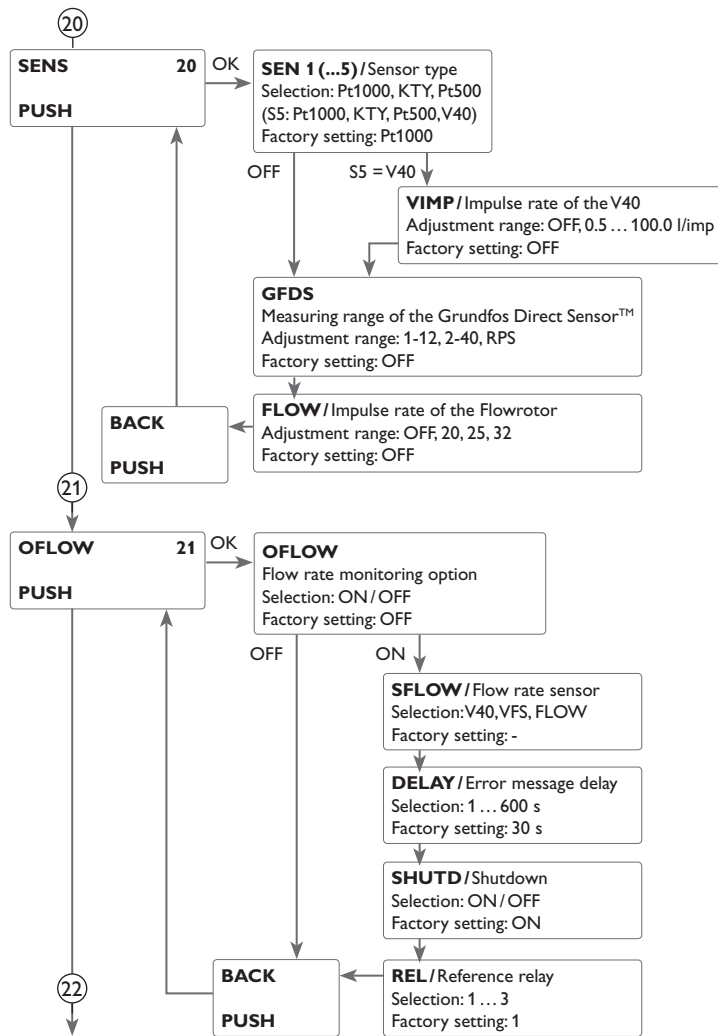 20
SENS 20
PUSH
OK
SEN 1 (...5) / Sensor type
Selection: Pt1000, KTY, Pt500
(S5: Pt1000, KTY, Pt500, V40)
Factory setting: Pt1000
OFF
S5 = V40
VIMP / Impulse rate of the V40
Adjustment range: OFF, 0.5 … 100.0 l/imp
Factory setting: OFF
GFDS
Measuring range of the Grundfos Direct Sensor™
Adjustment range: 1-12, 2-40, RPS
Factory setting: OFF
FLOW / Impulse rate of the Flowrotor
Adjustment range: OFF, 20, 25, 32
Factory setting: OFF
BACK
PUSH
21
OFLOW 21
PUSH
OK
OFLOW
Flow rate monitoring option
Selection: ON / OFF
Factory setting: OFF
OFF
ON
SFLOW / Flow rate sensor
Selection: V40, VFS, FLOW
Factory setting: -
DELAY / Error message delay
Selection: 1 … 600 s
Factory setting: 30 s
SHUTD / Shutdown
Selection: ON / OFF
Factory setting: ON
REL / Reference relay
Selection: 1 … 3
Factory setting: 1
BACK
PUSH
22